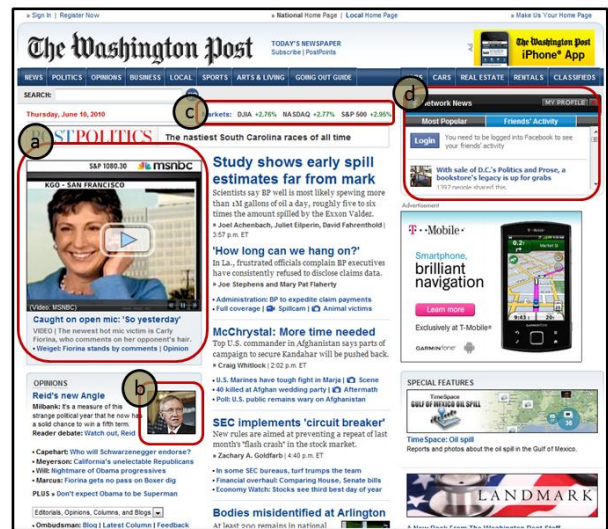 » Sign In | Register Now
» National Home Page | Local Home Page
» Make Us Your Home Page
The Washington Post
TODAY'S NEWSPAPER
Subscribe | PostPoints
Ad
The Washington Post
iPhone® App
NEWS POLITICS OPINIONS BUSINESS LOCAL SPORTS ARTS & LIVING GOING OUT GUIDE
CARS REAL ESTATE RENTALS CLASSIFIEDS
SEARCH:
d
c
Thursday, June 10, 2010
Markets: DJIA +2.76% NASDAQ +2.77% S&P 500 +2.95%
Network News
MY PROFILE
Most Popular Friends' Activity
Login
You need to be logged into Facebook to see
your friends' activity
With sale of D.C.'s Politics and Prose, a
bookstore's legacy is up for grabs
1397 people shared this.
a
POSTPOLITICS
The nastiest South Carolina races of all time
S&P 1080.30 msnbc
KGO - SAN FRANCISCO
(Video: MSNBC)
Caught on open mic: 'So yesterday'
VIDEO | The newest hot mic victim is Carly
Fiorina, who comments on her opponent's hair.
• Weigel: Fiorina stands by comments | Opinion
b
OPINIONS
Reid's new Angle
Milbank: It's a measure of this
strange political year that he now has
a solid chance to win a fifth term.
Reader debate: Watch out, Reid
• Capehart: Who will Schwarzenegger endorse?
• Meyerson: California's unelectable Republicans
• Will: Nightmare of Obama progressives
• Marcus: Fiorina gets no pass on Boxer dig
PLUS » Don't expect Obama to be Superman
Editorials, Opinions, Columns, and Blogs
• Ombudsman: Blog | Latest Column | Feedback
Study shows early spill
estimates far from mark
Scientists say BP well is most likely spewing more
than 1M gallons of oil a day, roughly five to six
times the amount spilled by the Exxon Valdez.
» Joel Achenbach, Juliet Eilperin, David Fahrenthold |
3:57 p.m. ET
'How long can we hang on?'
In La., frustrated officials complain BP executives
have consistently refused to disclose claims data.
» Joe Stephens and Mary Pat Flaherty
• Administration: BP to expedite claim payments
• Full coverage | Spillcam | Animal victims
McChrystal: More time needed
Top U.S. commander in Afghanistan says parts of
campaign to secure Kandahar will be pushed back.
» Craig Whitlock | 2:02 p.m. ET
• U.S. Marines have tough fight in Marja | Scene
• 40 killed at Afghan wedding party | Aftermath
• Poll: U.S. public remains wary on Afghanistan
SEC implements 'circuit breaker'
New rules are aimed at preventing a repeat of last
month's "flash crash" in the stock market.
» Zachary A. Goldfarb | 4:40 p.m. ET
• In some SEC bureaus, turf trumps the team
• Financial overhaul: Comparing House, Senate bills
• Economy Watch: Stocks see third best day of year
Bodies misidentified at Arlington
At least 200 remains in national
Advertisement
T··Mobile·
Smartphone,
brilliant
navigation
Learn more
Exclusively at T-Mobile®
GARMINfone
SPECIAL FEATURES
TimeSpace
GULF OF MEXICO OIL SPILL
TimeSpace: Oil spill
Reports and photos about the oil spill in the Gulf of Mexico.
LANDMARK
A New Book From The Washington Post Staff